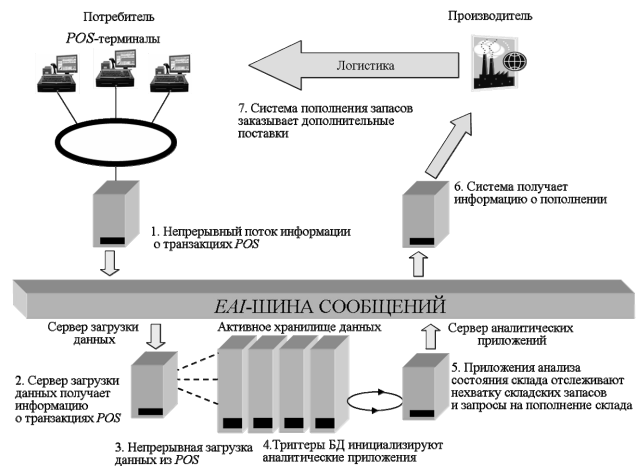 Потребитель
POS-терминалы
Производитель
Логистика
7. Система пополнения запасов
заказывает дополнительные
поставки
6. Система получает
информацию о пополнении
1. Непрерывный поток информации
о транзакциях POS
EAI-ШИНА СООБЩЕНИЙ
Сервер загрузки
данных
Активное хранилище данных
Сервер аналитических
приложений
2. Сервер загрузки
данных получает
информацию
о транзакциях POS
3. Непрерывная загрузка
данных из POS
4.Триггеры БД инициализируют
аналитические приложения
5. Приложения анализа
состояния склада отслеживают
нехватку складских запасов
и запросы на пополнение склада